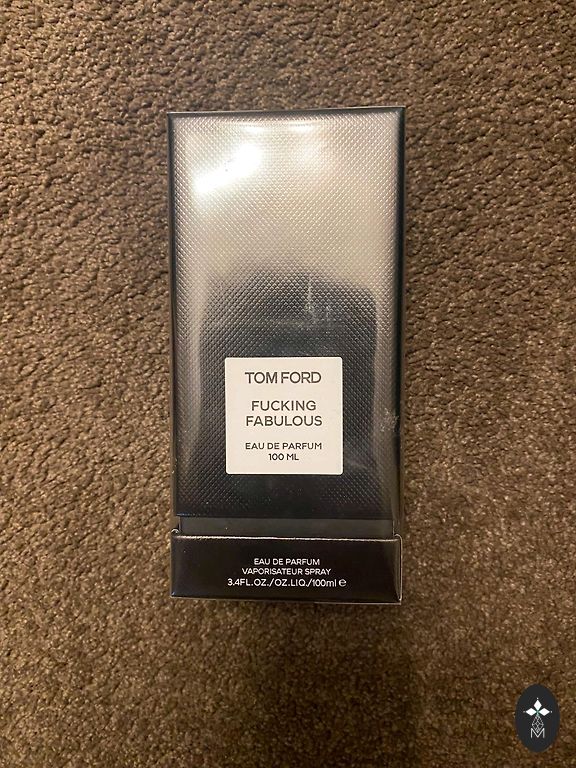 TOM FORD
FUCKING
FABULOUS
EAU DE PARFUM
100 ML
EAU DE PARFUM
VAPORISATEUR SPRAY
3.4FL.OZ./OZ.LIQ./100ml ℮